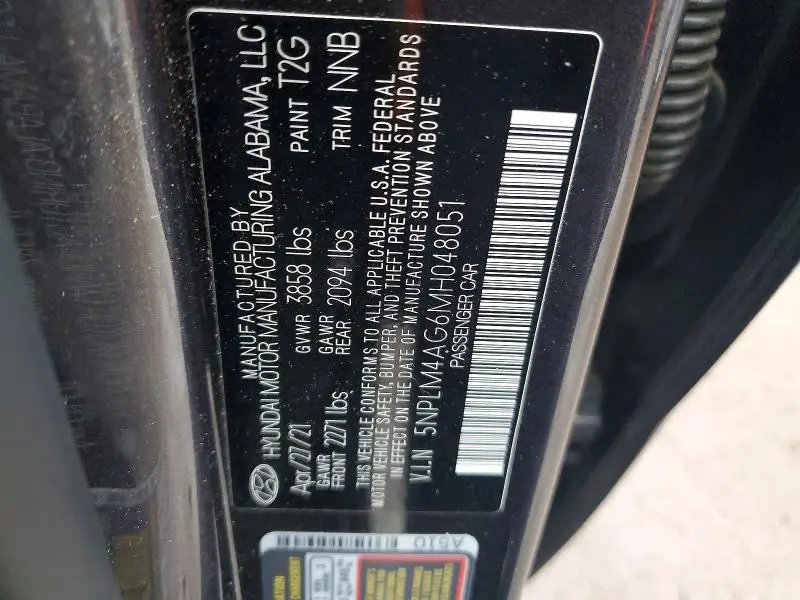 MANUFACTURED BY
HYUNDAI MOTOR MANUFACTURING ALABAMA, LLC
Apr/27/21 GVWR 3858 lbs PAINT T2G
GAWR FRONT 2271 lbs GAWR REAR 2094 lbs TRIM NNB
THIS VEHICLE CONFORMS TO ALL APPLICABLE U.S.A. FEDERAL
MOTOR VEHICLE SAFETY, BUMPER, AND THEFT PREVENTION STANDARDS
IN EFFECT ON THE DATE OF MANUFACTURE SHOWN ABOVE
V.I.N 5NPLM4AG6MH048051
PASSENGER CAR
A510